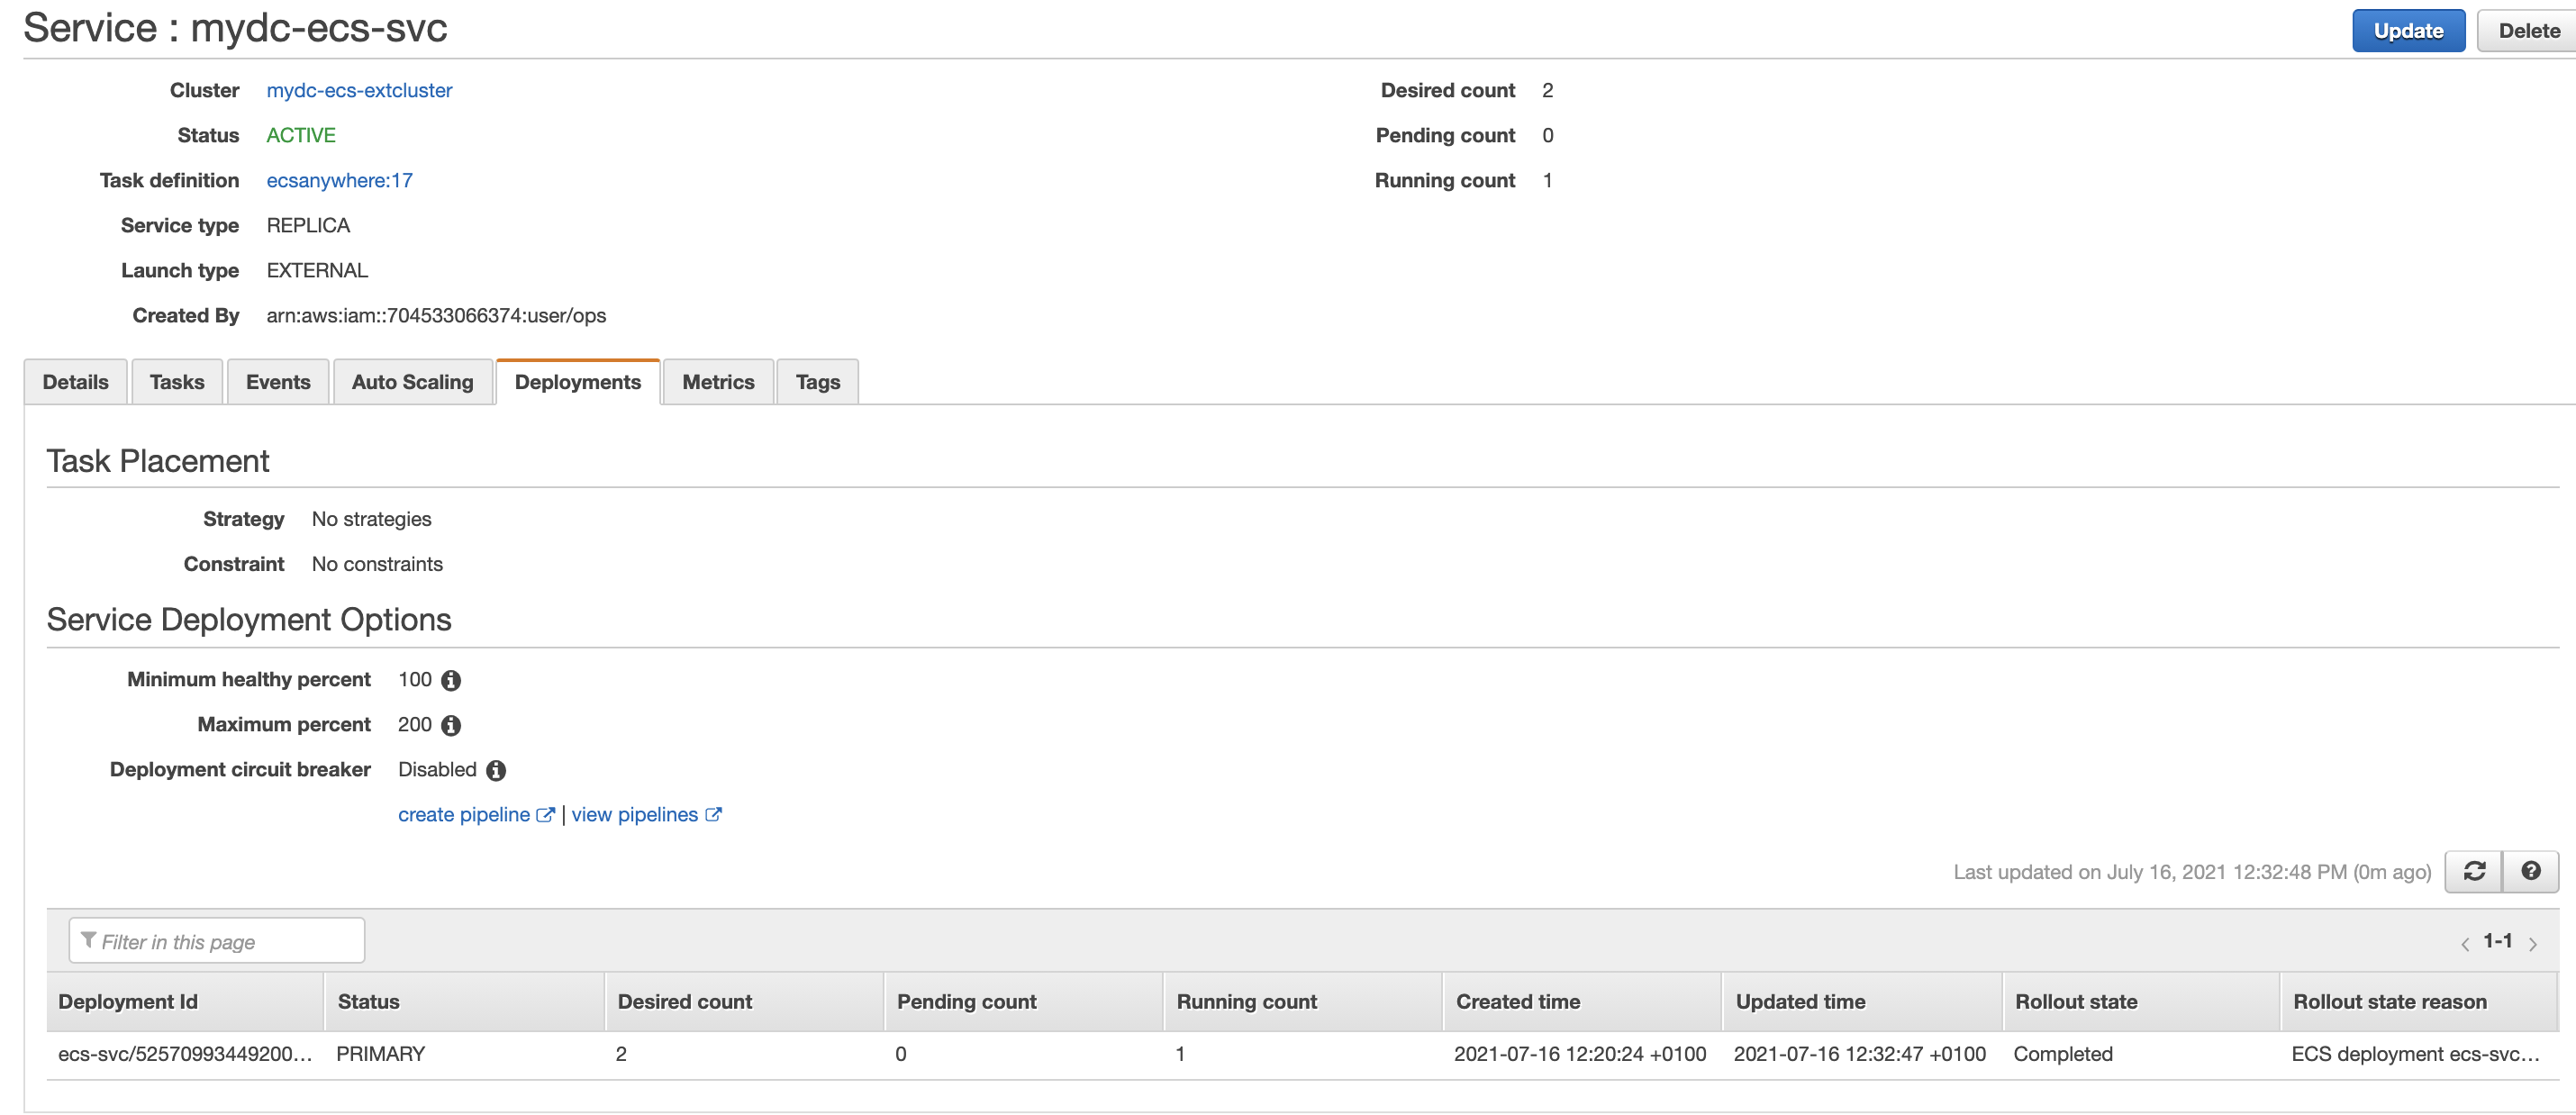 Service : mydc-ecs-svc
Update
Delete
Cluster mydc-ecs-extcluster
Desired count 2
Status ACTIVE
Pending count 0
Task definition ecsanywhere:17
Running count 1
Service type REPLICA
Launch type EXTERNAL
Created By arn:aws:iam::704533066374:user/ops
Details Tasks Events Auto Scaling Deployments Metrics Tags
Task Placement
Strategy No strategies
Constraint No constraints
Service Deployment Options
Minimum healthy percent 100
Maximum percent 200
Deployment circuit breaker Disabled
create pipeline | view pipelines
Last updated on July 16, 2021 12:32:48 PM (0m ago)
Filter in this page
1-1
Deployment Id Status Desired count Pending count Running count Created time Updated time Rollout state Rollout state reason
ecs-svc/52570993449200... PRIMARY 2 0 1 2021-07-16 12:20:24 +0100 2021-07-16 12:32:47 +0100 Completed ECS deployment ecs-svc...